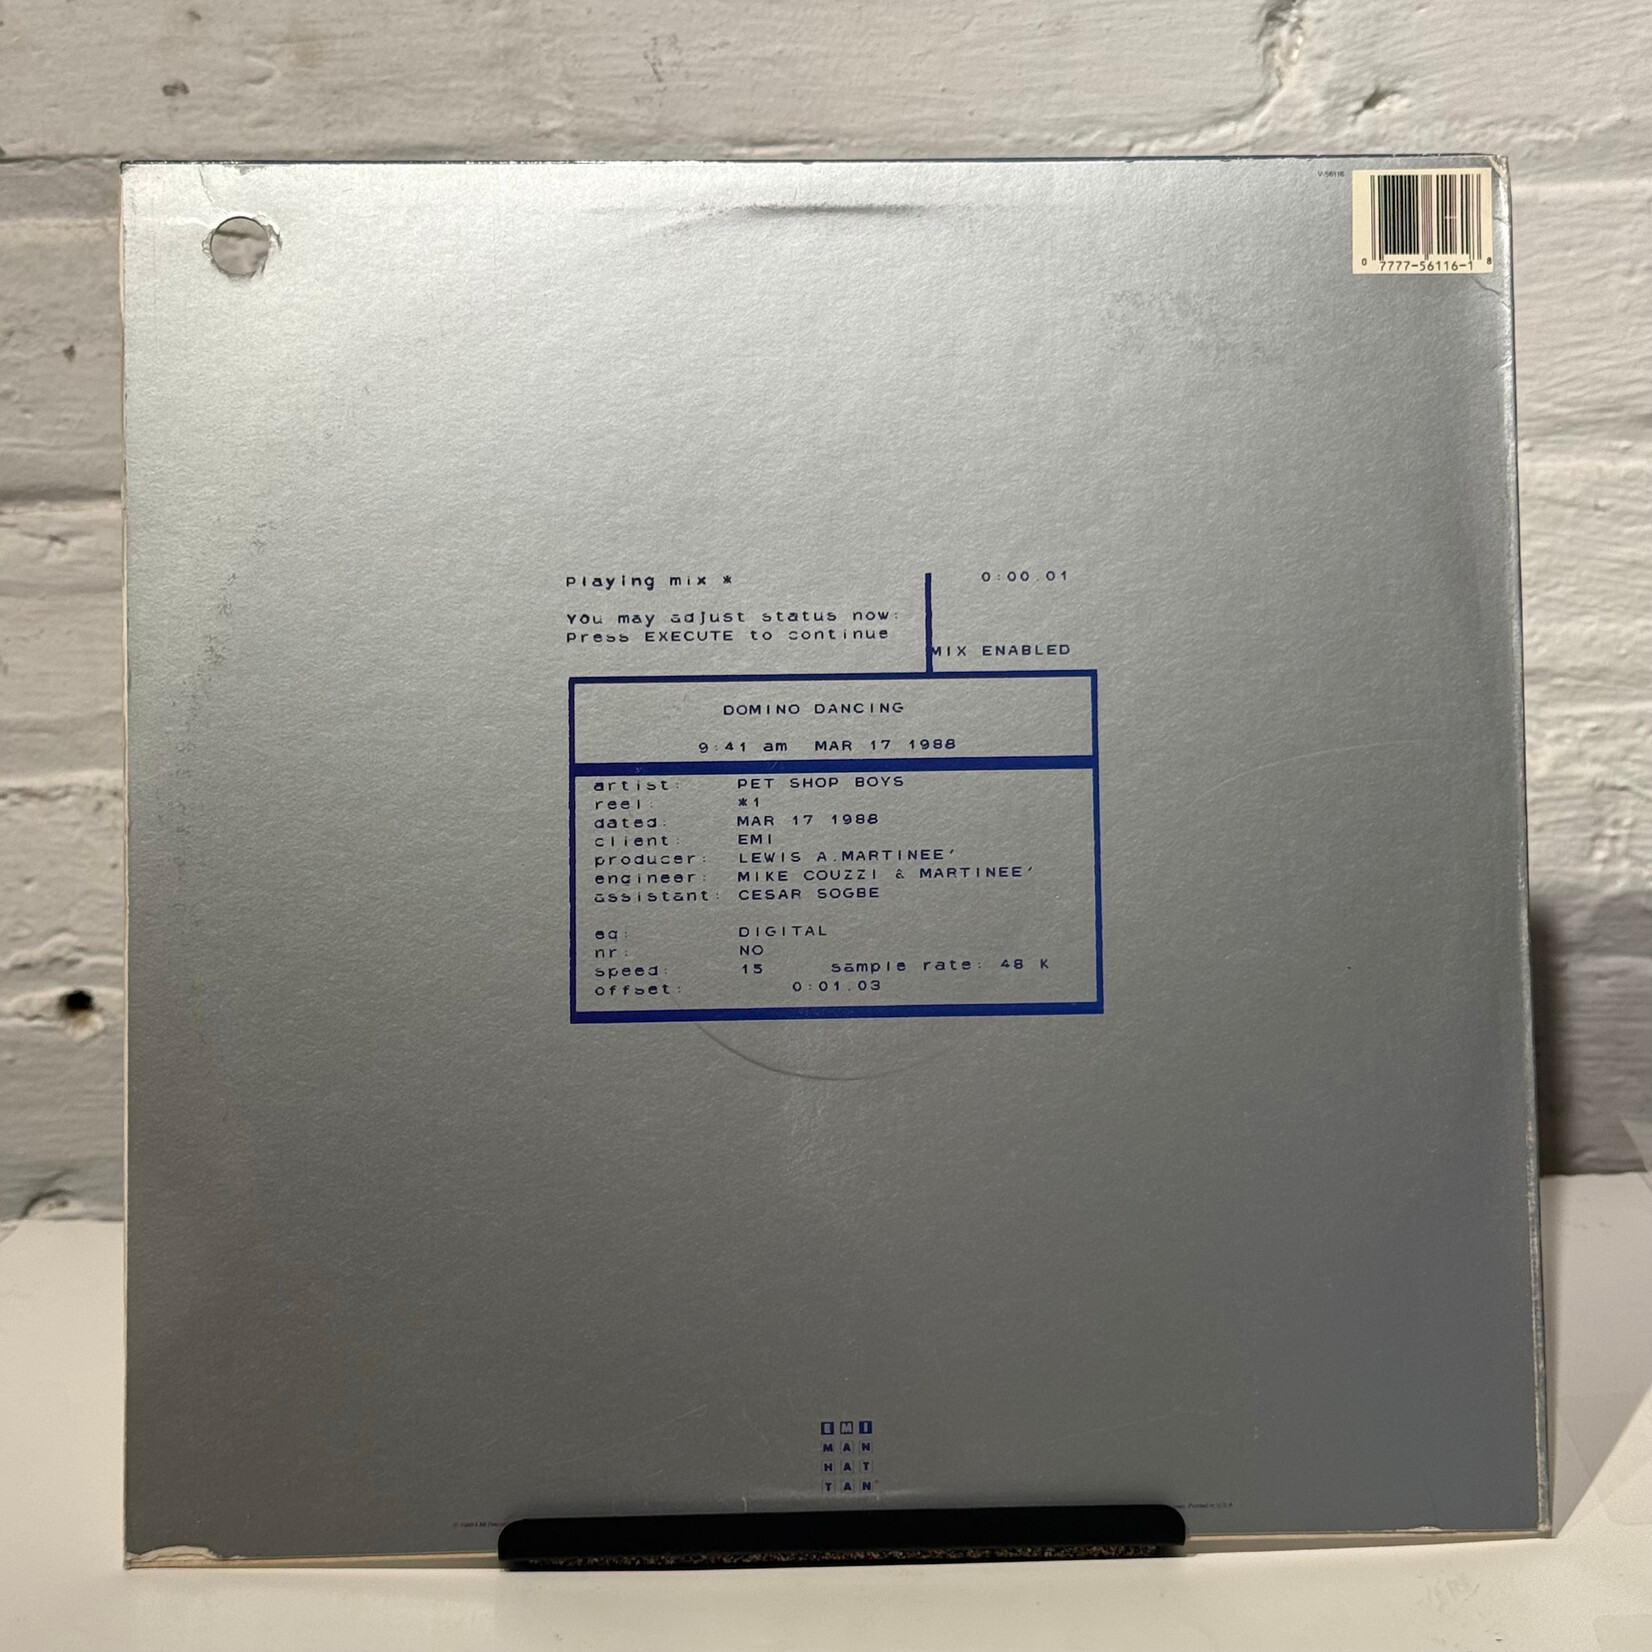 V-56116
0 7777-56116-1 8
Playing mix * 0:00.01
You may adjust status now:
Press EXECUTE to continue
MIX ENABLED
DOMINO DANCING
9:41 am MAR 17 1988
artist: PET SHOP BOYS
reel: *1
dated: MAR 17 1988
client: EMI
producer: LEWIS A.MARTINEE'
engineer: MIKE COUZZI & MARTINEE'
assistant: CESAR SOGBE
eq: DIGITAL
nr: NO
speed: 15 sample rate: 48 K
offset: 0:01.03
EMI
MAN
HAT
TAN
Printed in U.S.A.